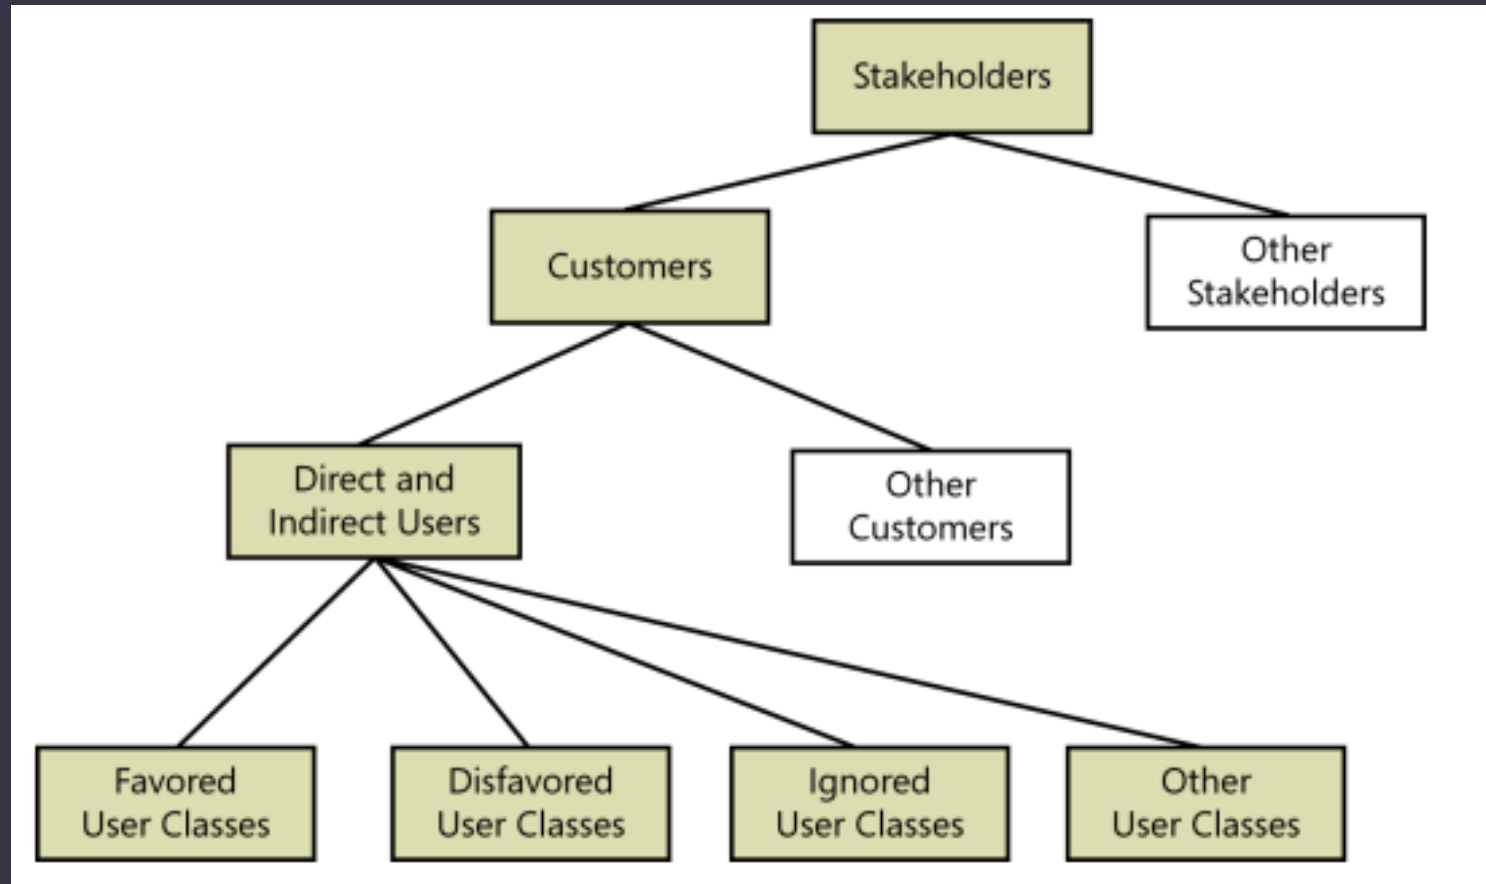 Stakeholders
Customers
Other
Stakeholders
Direct and
Indirect Users
Other
Customers
Favored
User Classes
Disfavored
User Classes
Ignored
User Classes
Other
User Classes